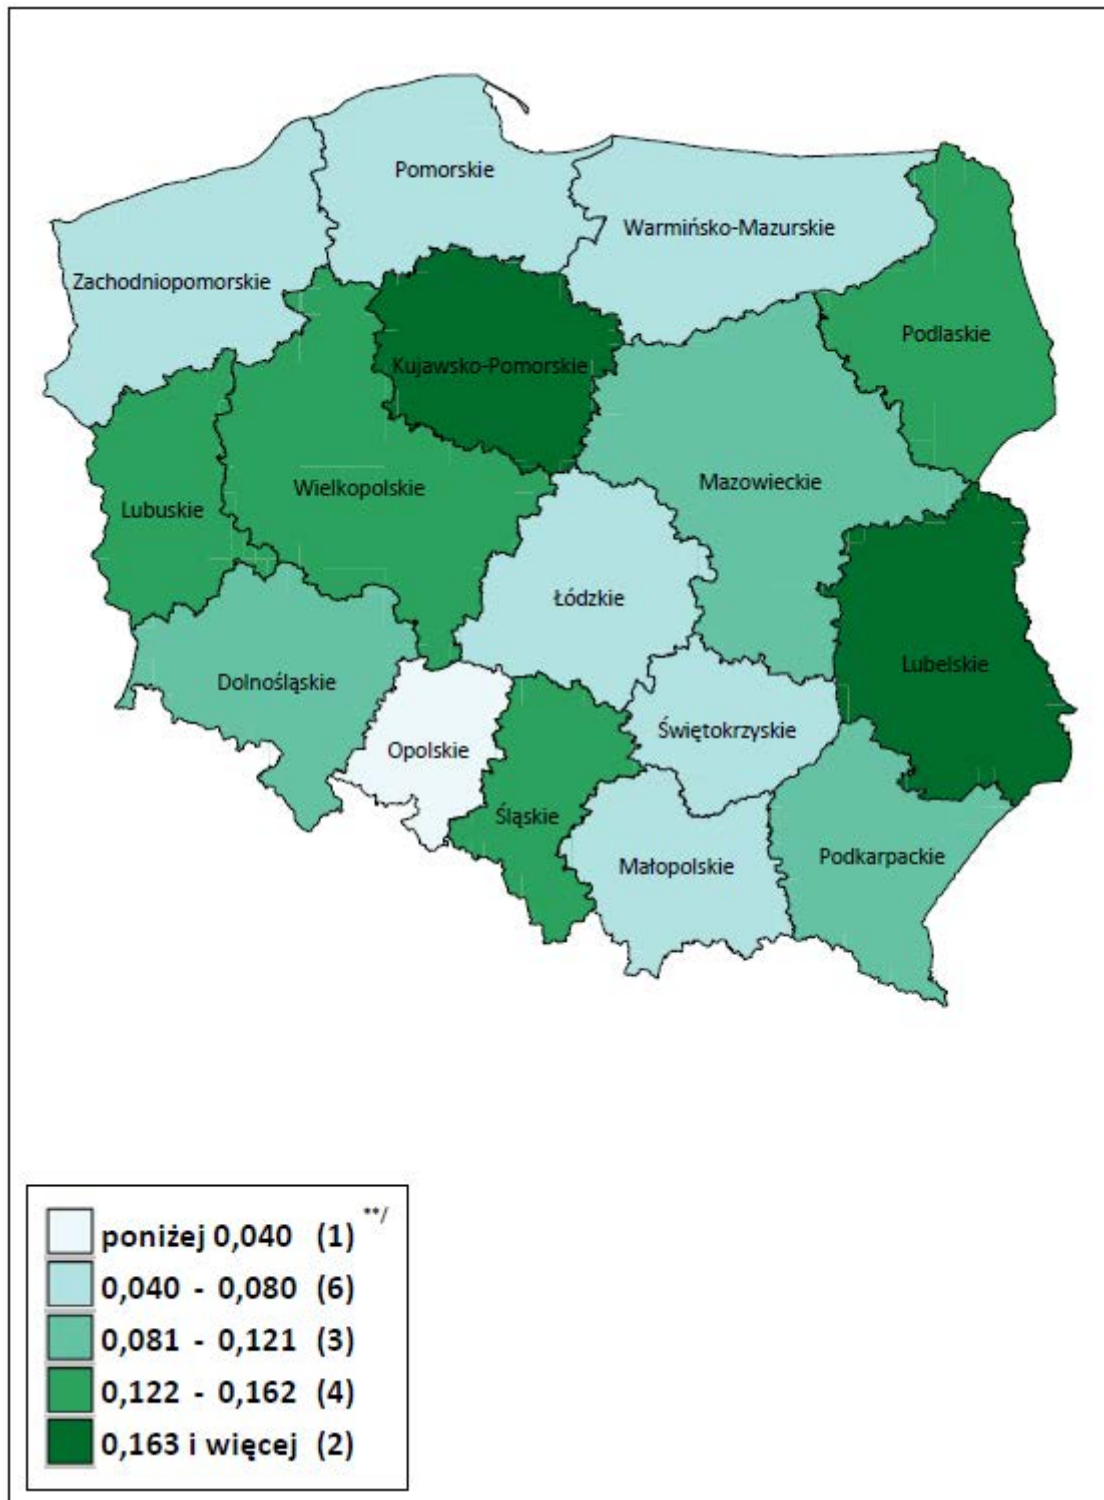 Pomorskie
Warmińsko-Mazurskie
Zachodniopomorskie
Podlaskie
Kujawsko-Pomorskie
Mazowieckie
Wielkopolskie
Lubuskie
Łódzkie
Lubelskie
Dolnośląskie
Świętokrzyskie
Opolskie
Śląskie
Podkarpackie
Małopolskie
poniżej 0,040 (1) **/
0,040 - 0,080 (6)
0,081 - 0,121 (3)
0,122 - 0,162 (4)
0,163 i więcej (2)